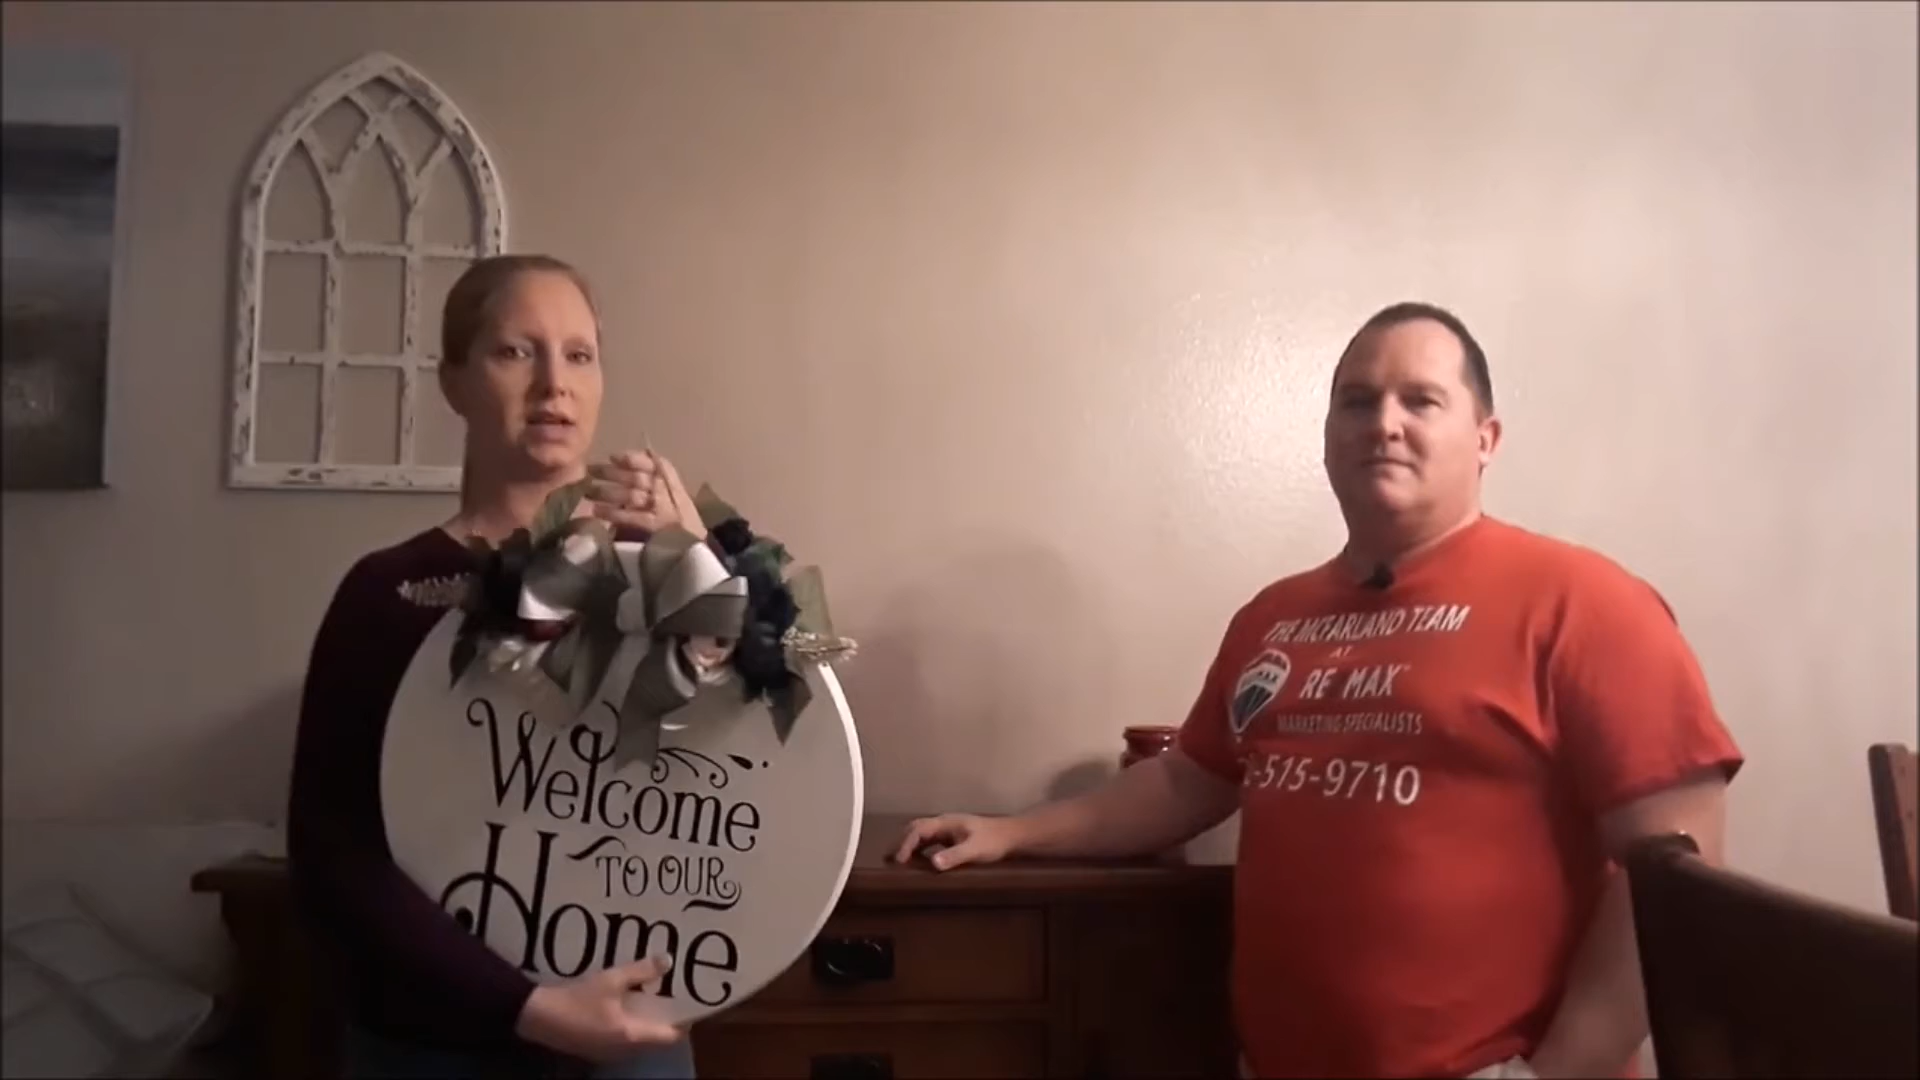 Welcome
TO OUR
Home
THE MCFARLAND TEAM
AT
RE MAX
MARKETING SPECIALISTS
-515-9710